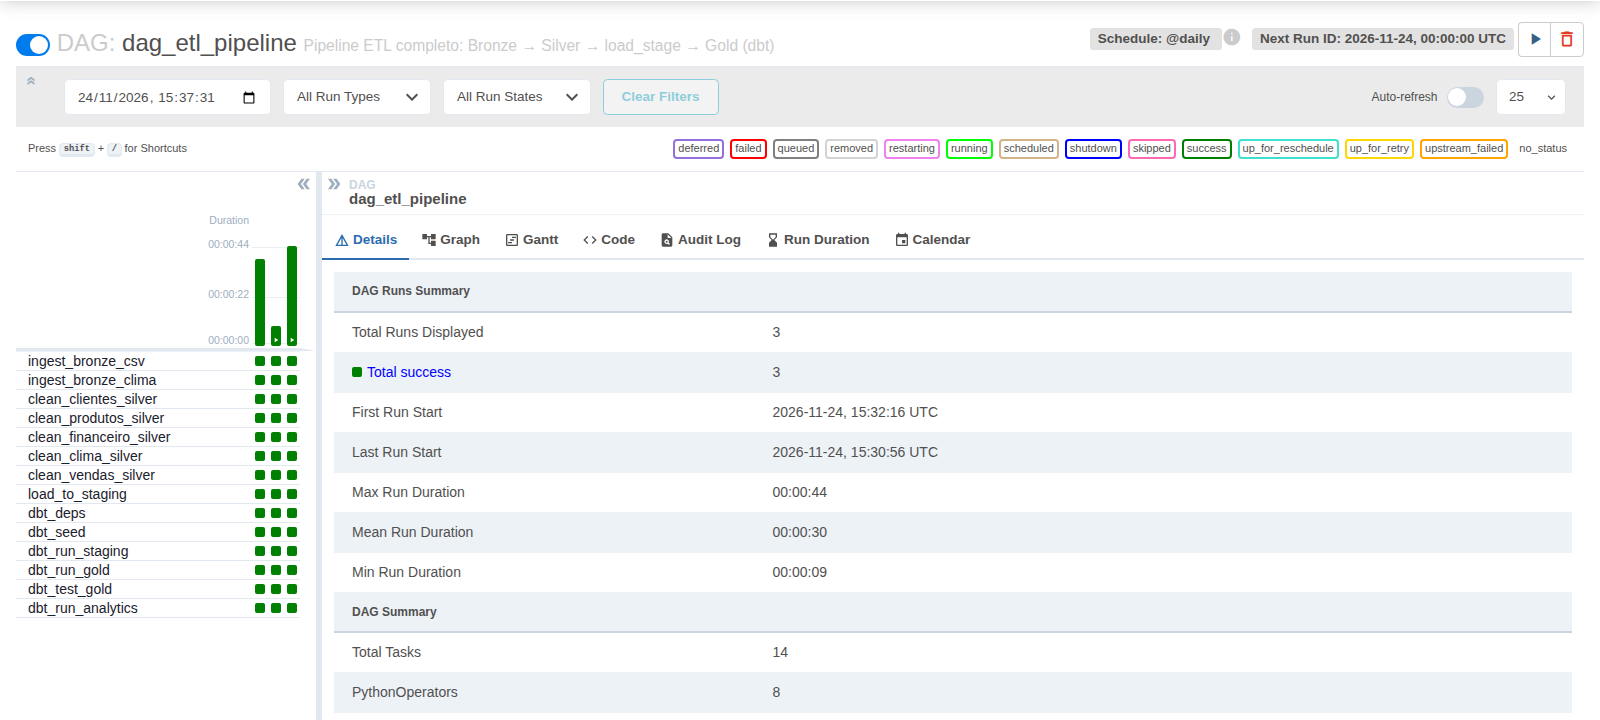 DAG: dag_etl_pipeline Pipeline ETL completo: Bronze → Silver → load_stage → Gold (dbt)
Schedule: @daily
Next Run ID: 2026-11-24, 00:00:00 UTC
24/11/2026, 15:37:31
All Run Types
All Run States
Clear Filters
Auto-refresh
25
Press shift + / for Shortcuts
deferred
failed
queued
removed
restarting
running
scheduled
shutdown
skipped
success
up_for_reschedule
up_for_retry
upstream_failed
no_status
Duration
00:00:44
00:00:22
00:00:00
ingest_bronze_csv
ingest_bronze_clima
clean_clientes_silver
clean_produtos_silver
clean_financeiro_silver
clean_clima_silver
clean_vendas_silver
load_to_staging
dbt_deps
dbt_seed
dbt_run_staging
dbt_run_gold
dbt_test_gold
dbt_run_analytics
DAG
dag_etl_pipeline
Details
Graph
Gantt
Code
Audit Log
Run Duration
Calendar
DAG Runs Summary
Total Runs Displayed 3
Total success 3
First Run Start 2026-11-24, 15:32:16 UTC
Last Run Start 2026-11-24, 15:30:56 UTC
Max Run Duration 00:00:44
Mean Run Duration 00:00:30
Min Run Duration 00:00:09
DAG Summary
Total Tasks 14
PythonOperators 8